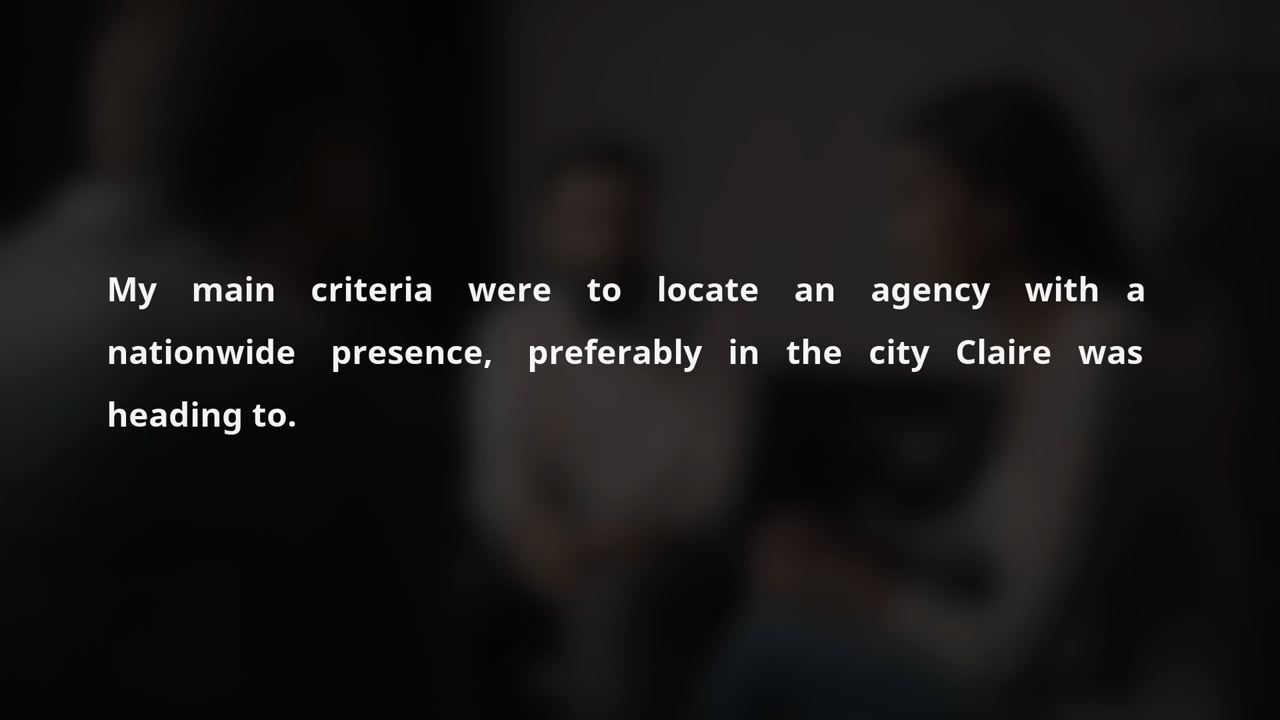 My main criteria were to locate an agency with a
nationwide presence, preferably in the city Claire was
heading to.